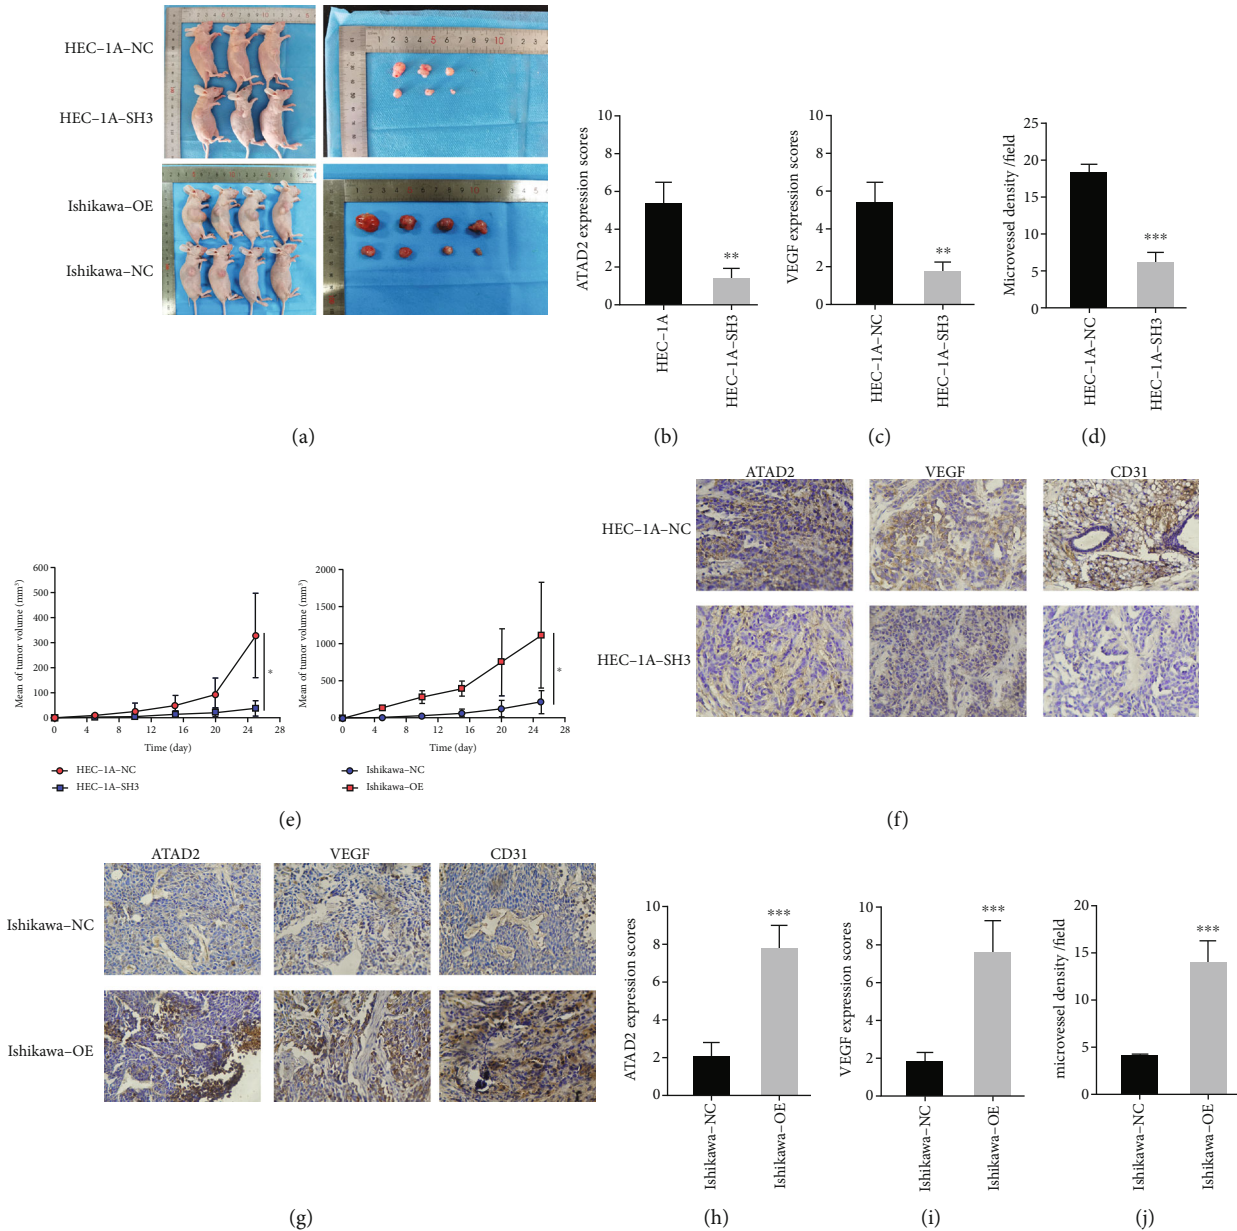 HEC–1A–NC
HEC–1A–SH3
Ishikawa–OE
Ishikawa–NC
(a)
ATAD2 expression scores
10
8
6
4
2
0
**
HEC–1A
HEC–1A–SH3
(b)
VEGF expression scores
10
8
6
4
2
0
**
HEC–1A–NC
HEC–1A–SH3
(c)
Microvessel density /field
25
20
15
10
5
0
***
HEC–1A–NC
HEC–1A–SH3
(d)
Mean of tumor volume (mm³)
600
500
400
300
200
100
0
*
0 4 8 12 16 20 24 28
Time (day)
HEC–1A–NC
HEC–1A–SH3
Mean of tumor volume (mm³)
2000
1500
1000
500
0
*
0 4 8 12 16 20 24 28
Time (day)
Ishikawa–NC
Ishikawa–OE
(e)
ATAD2 VEGF CD31
HEC–1A–NC
HEC–1A–SH3
(f)
ATAD2 VEGF CD31
Ishikawa–NC
Ishikawa–OE
(g)
ATAD2 expression scores
10
8
6
4
2
0
***
Ishikawa–NC
Ishikawa–OE
(h)
VEGF expression scores
10
8
6
4
2
0
***
Ishikawa–NC
Ishikawa–OE
(i)
microvessel density /field
20
15
10
5
0
***
Ishikawa–NC
Ishikawa–OE
(j)